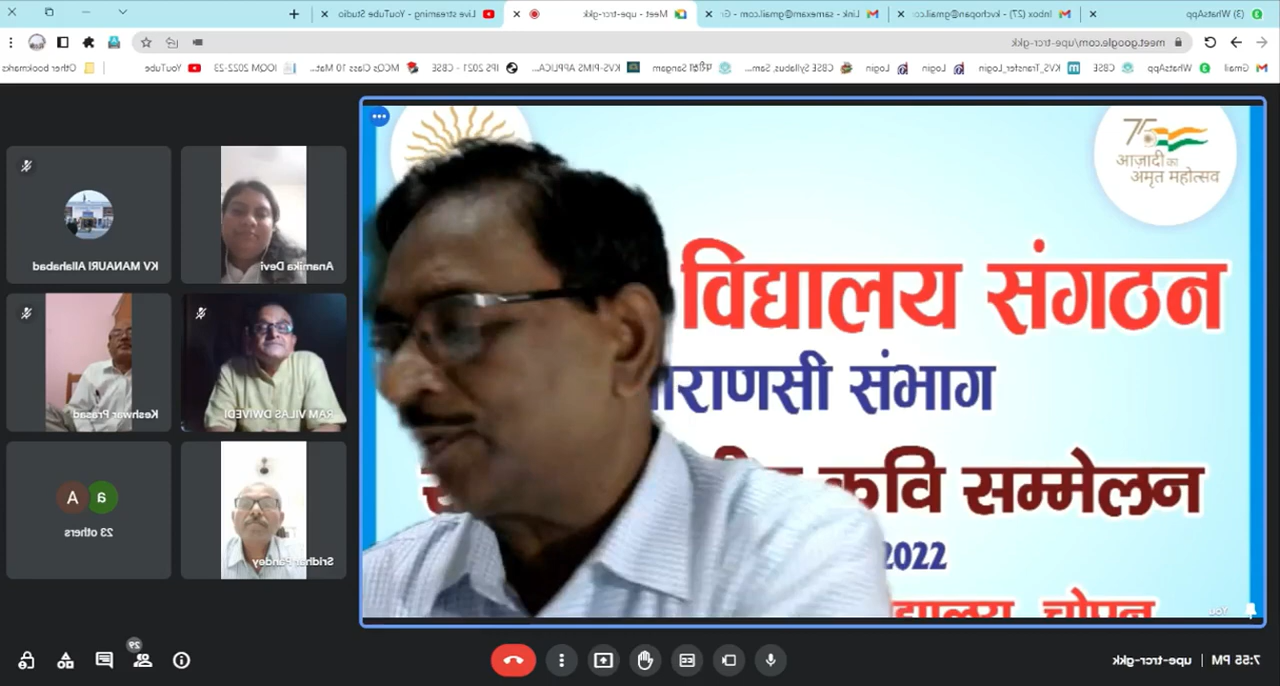 (3) WhatsApp
Inbox (27) - kvchopan@gmail.co
Link - samexam@gmail.com - G
Meet - upe-trcr-gkk
Live streaming - YouTube Studio
meet.google.com/upe-trcr-gkk
Gmail WhatsApp CBSE KVS_Transfer_Login Login Login CBSE Syllabus, Sam... परीक्षा Sangam KVS-PIMS APPLICA... IPS 2021 - CBSE MCQs Class 10 Mat... IOQM 2022-23 YouTube Other bookmarks
75
आज़ादी का
अमृत महोत्सव
विद्यालय संगठन
संभाग
कवि सम्मेलन
2022
चोपन
You
Anamika Devi
KV MANAURI Allahabad
RAM VILAS DWIVEDI
Keshwar Prasad
Sridhar Pandey
a A
23 others
7:55 PM | upe-trcr-gkk
29